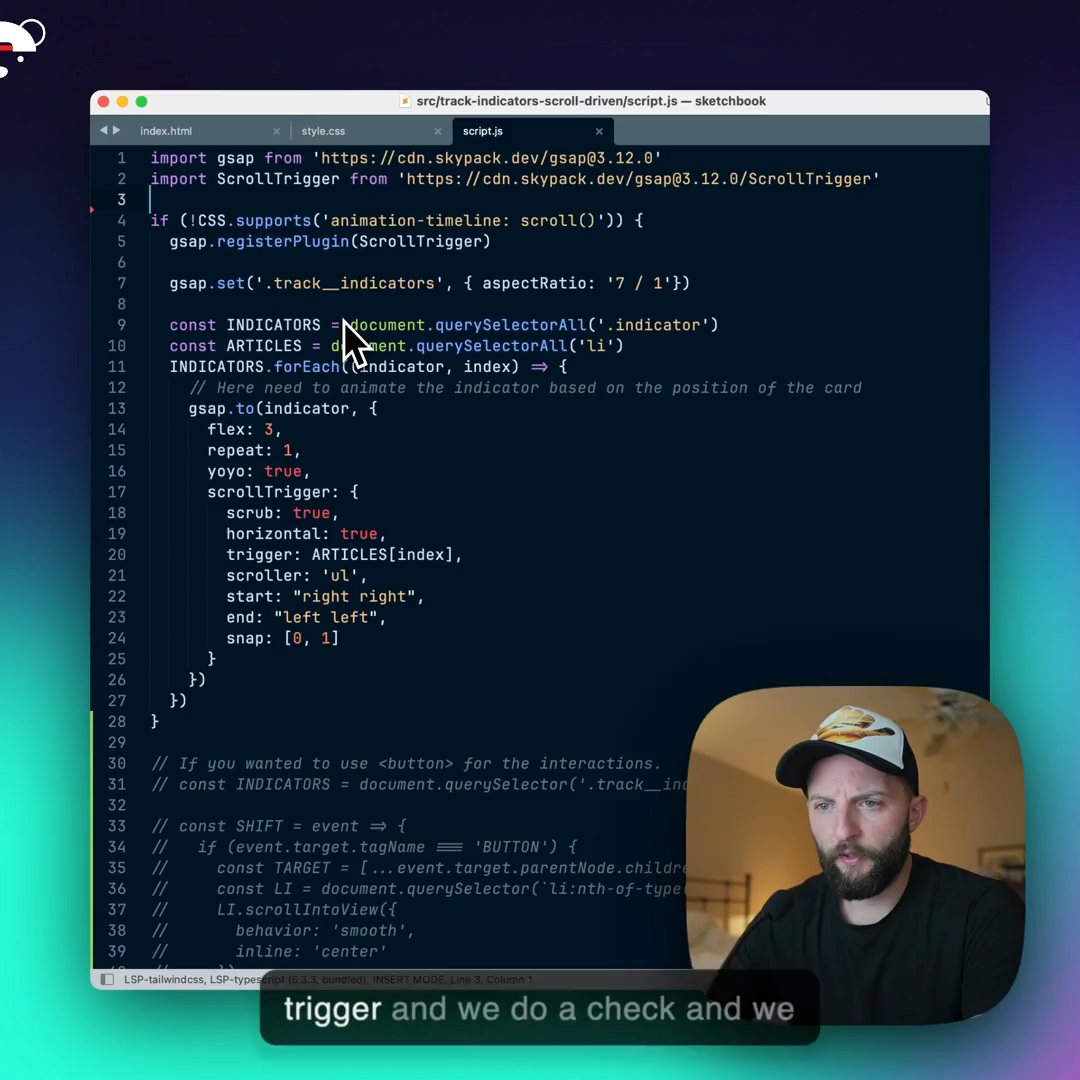 src/track-indicators-scroll-driven/script.js — sketchbook
index.html
style.css
script.js
1 import gsap from 'https://cdn.skypack.dev/gsap@3.12.0'
2 import ScrollTrigger from 'https://cdn.skypack.dev/gsap@3.12.0/ScrollTrigger'
3
4 if (!CSS.supports('animation-timeline: scroll()')) {
5 gsap.registerPlugin(ScrollTrigger)
6
7 gsap.set('.track__indicators', { aspectRatio: '7 / 1'})
8
9 const INDICATORS = document.querySelectorAll('.indicator')
10 const ARTICLES = document.querySelectorAll('li')
11 INDICATORS.forEach((indicator, index) => {
12 // Here need to animate the indicator based on the position of the card
13 gsap.to(indicator, {
14 flex: 3,
15 repeat: 1,
16 yoyo: true,
17 scrollTrigger: {
18 scrub: true,
19 horizontal: true,
20 trigger: ARTICLES[index],
21 scroller: 'ul',
22 start: "right right",
23 end: "left left",
24 snap: [0, 1]
25 }
26 })
27 })
28 }
29
30 // If you wanted to use <button> for the interactions.
31 // const INDICATORS = document.querySelector('.track__ind
32
33 // const SHIFT = event => {
34 // if (event.target.tagName === 'BUTTON') {
35 // const TARGET = [...event.target.parentNode.childre
36 // const LI = document.querySelector(`li:nth-of-type(
37 // LI.scrollIntoView({
38 // behavior: 'smooth',
39 // inline: 'center'
LSP-tailwindcss, LSP-typescript (6.3.3, bundled), INSERT MODE, Line 3, Column 1
trigger and we do a check and we